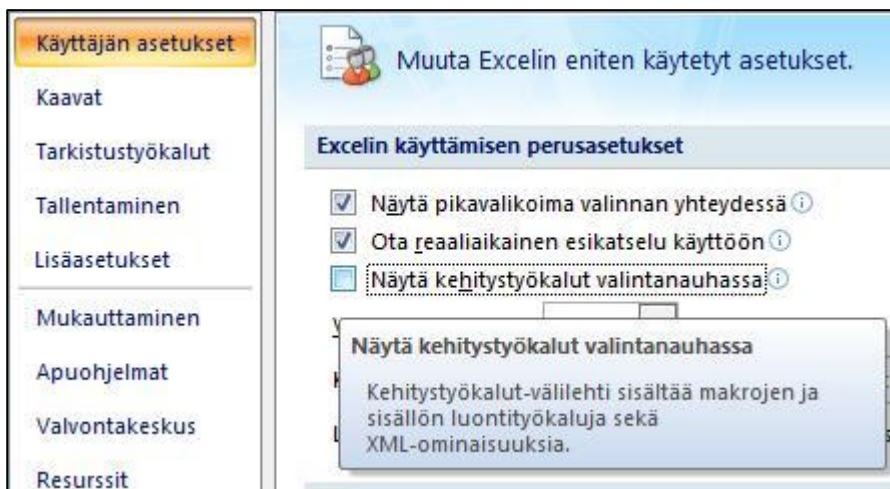 Käyttäjän asetukset
Kaavat
Tarkistustyökalut
Tallentaminen
Lisäasetukset
Mukauttaminen
Apuohjelmat
Valvontakeskus
Resurssit
Muuta Excelin eniten käytetyt asetukset.
Excelin käyttämisen perusasetukset
Näytä pikavalikoima valinnan yhteydessä
Ota reaaliaikainen esikatselu käyttöön
Näytä kehitystyökalut valintanauhassa
Näytä kehitystyökalut valintanauhassa
Kehitystyökalut-välilehti sisältää makrojen ja
sisällön luontityökaluja sekä
XML-ominaisuuksia.